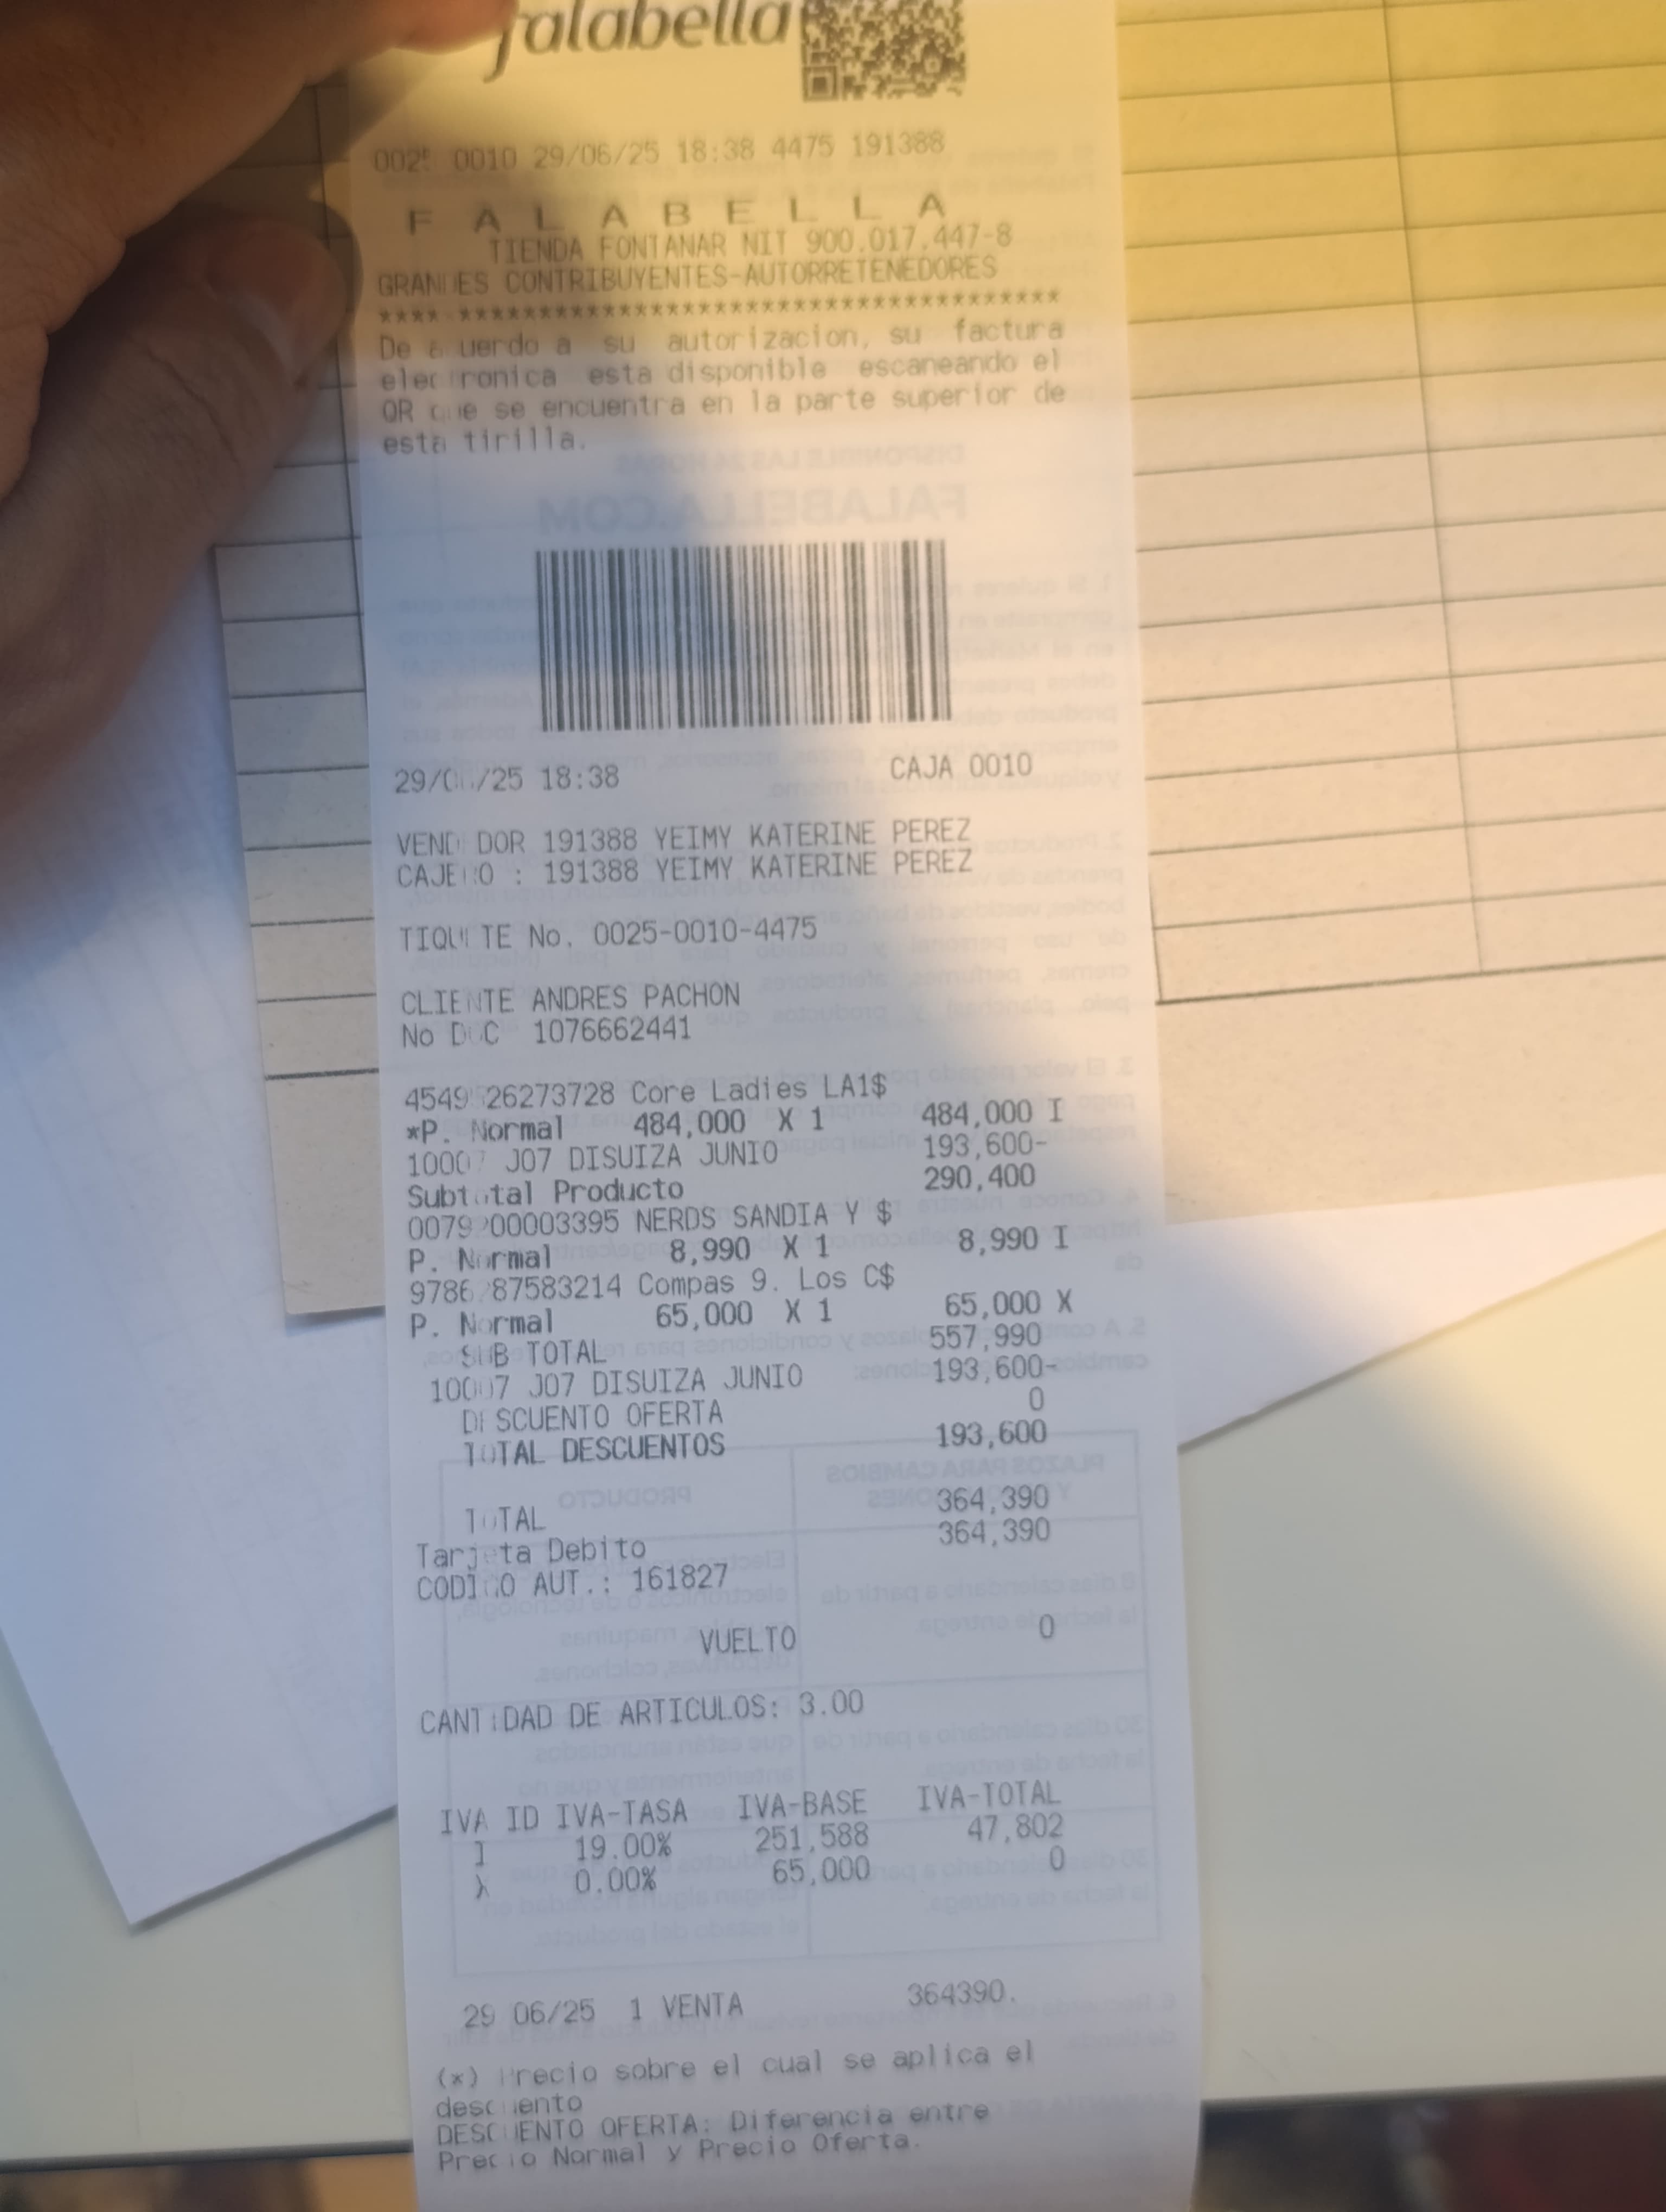 falabella
0025 0010 29/06/25 18:38 4475 191388
F A L A B E L L A
TIENDA FONTANAR NIT 900.017.447-8
GRANDES CONTRIBUYENTES-AUTORRETENEDORES
****************************************
De acuerdo a su autorizacion, su factura
electronica esta disponible escaneando el
QR que se encuentra en la parte superior de
esta tirilla.
29/06/25 18:38 CAJA 0010
VENDEDOR 191388 YEIMY KATERINE PEREZ
CAJERO : 191388 YEIMY KATERINE PEREZ
TIQUETE No. 0025-0010-4475
CLIENTE ANDRES PACHON
No DOC 1076662441
Core Ladies LA1$
*P. Normal 484,000 X 1 484,000 I
10007 J07 DISUIZA JUNIO 193,600-
Subtotal Producto 290,400
NERDS SANDIA Y $
P. Normal 8,990 X 1 8,990 I
Compas 9. Los C$
P. Normal 65,000 X 1 65,000 X
SUB TOTAL 557,990
10007 J07 DISUIZA JUNIO 193,600-
DESCUENTO OFERTA 0
TOTAL DESCUENTOS 193,600
TOTAL 364,390
Tarjeta Debito 364,390
CODIGO AUT.: 161827
VUELTO 0
CANTIDAD DE ARTICULOS: 3.00
IVA ID IVA-TASA IVA-BASE IVA-TOTAL
I 19.00% 251,588 47,802
X 0.00% 65,000 0
29 06/25 1 VENTA 364390.
(*) Precio sobre el cual se aplica el
descuento
DESCUENTO OFERTA: Diferencia entre
Precio Normal y Precio Oferta.